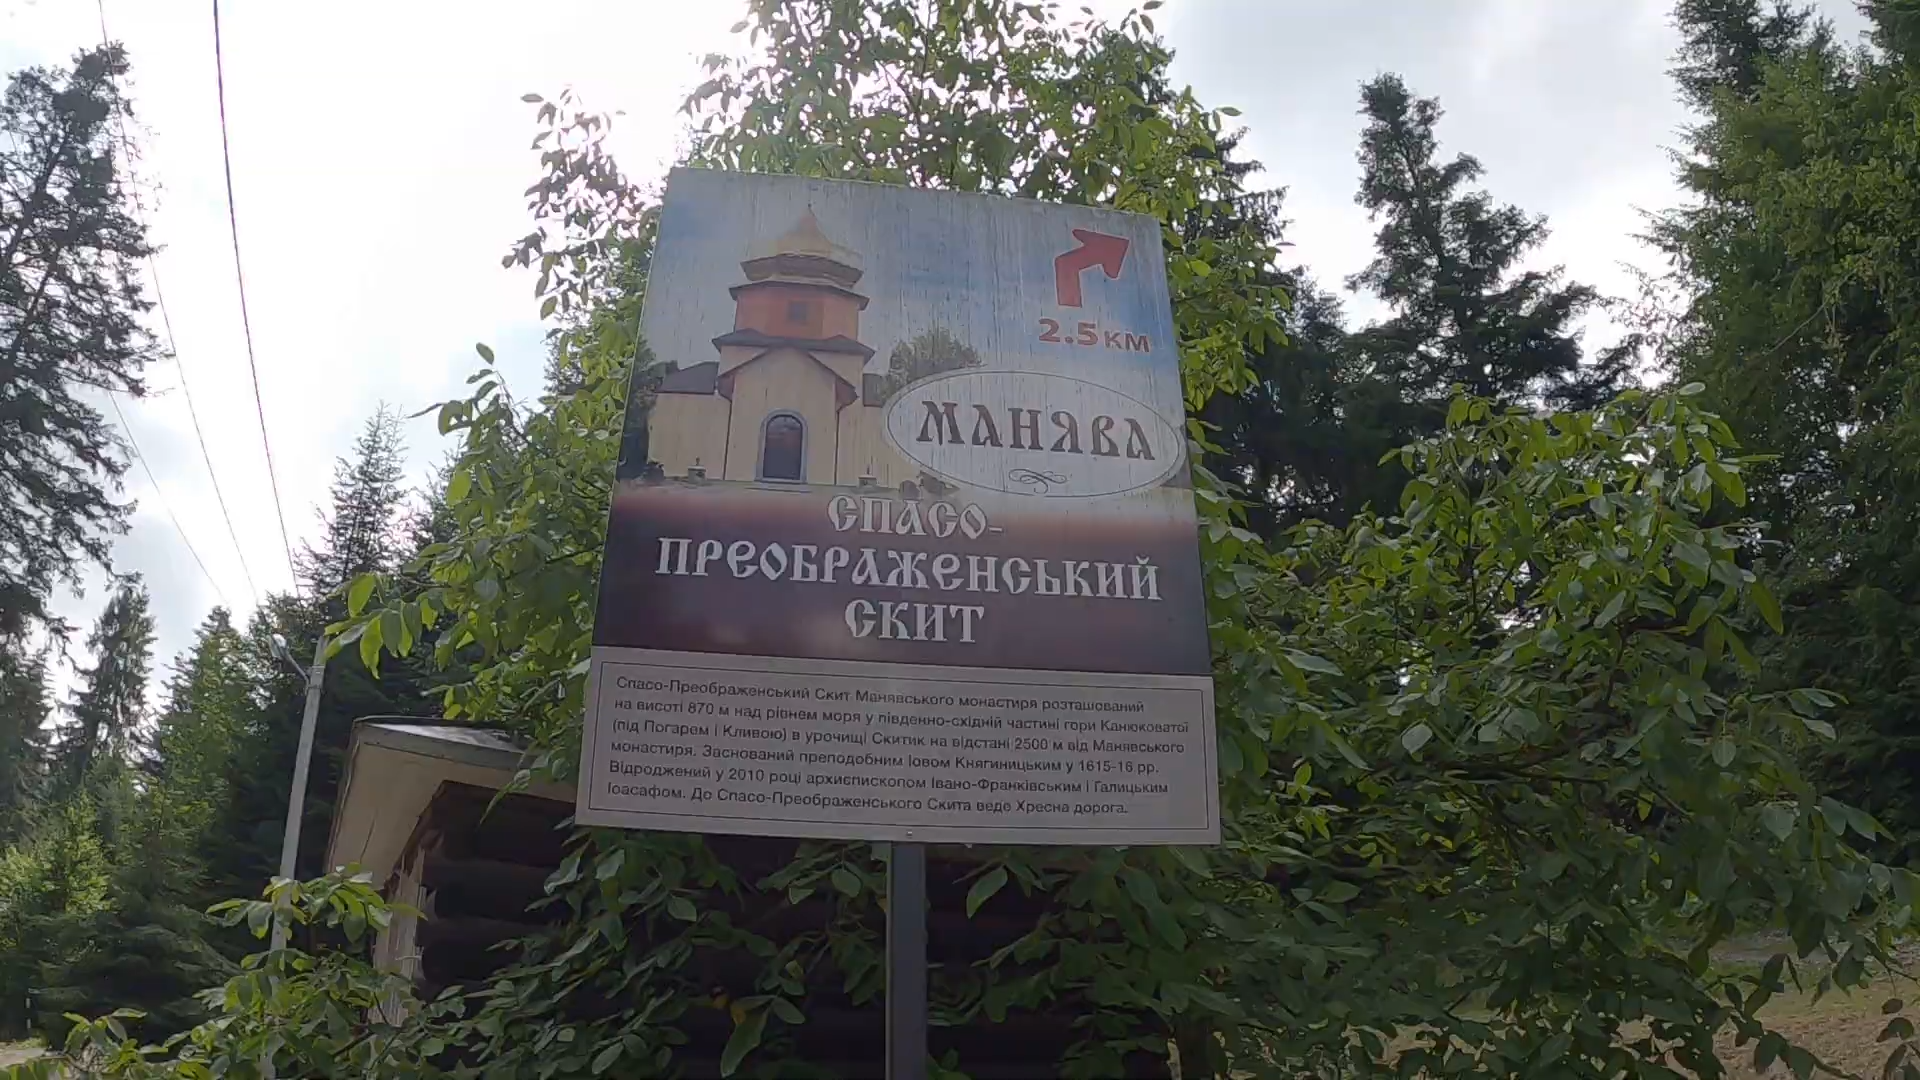 2.5 КМ
МАНЯВА
СПАСО-
ПРЕОБРАЖЕНСЬКИЙ
СКИТ
Спасо-Преображенський Скит Манявського монастиря розташований
на висоті 870 м над рівнем моря у південно-східній частині гори Канюковатої
(під Погарем і Кливою) в урочищі Скитик на відстані 2500 м від Манявського
монастиря. Заснований преподобним Іовом Княгиницьким у 1615-16 рр.
Відроджений у 2010 році архиєпископом Івано-Франківським і Галицьким
Іоасафом. До Спасо-Преображенського Скита веде Хресна дорога.